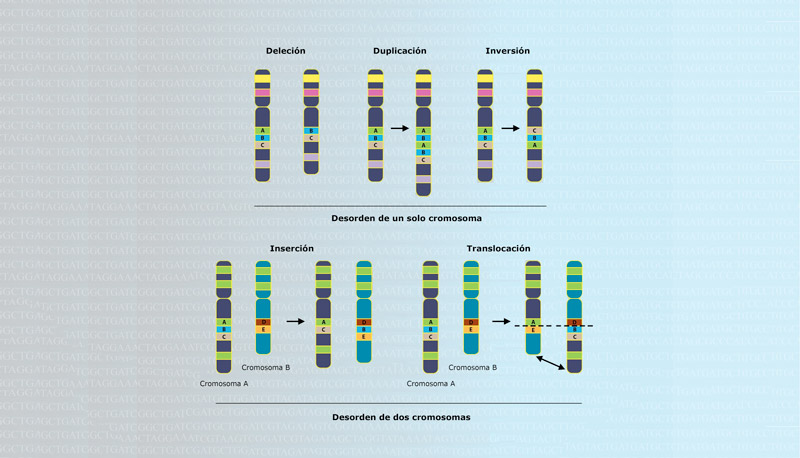 Deleción
Duplicación
Inversión
A
B
C
B
C
A
B
C
A
B
A
B
C
A
B
C
C
B
A
Desorden de un solo cromosoma
Inserción
Translocación
A
B
C
D
E
A
C
D
B
E
A
B
C
D
E
A
E
D
B
C
Cromosoma B
Cromosoma A
Cromosoma B
Cromosoma A
Desorden de dos cromosomas